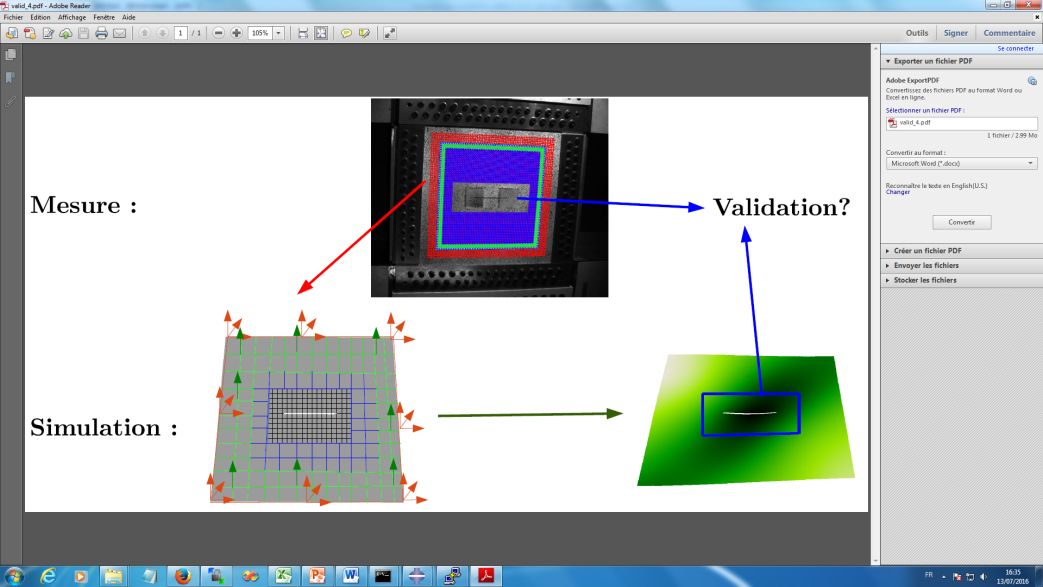 valid_4.pdf - Adobe Reader
Fichier Edition Affichage Fenêtre Aide
1 / 1 105% Outils Signer Commentaire
Se connecter
Exporter un fichier PDF
Adobe ExportPDF
Convertissez des fichiers PDF au format Word ou
Excel en ligne.
Sélectionner un fichier PDF :
valid_4.pdf
1 fichier / 2.99 Mo
Convertir au format :
Microsoft Word (*.docx)
Reconnaître le texte en English(U.S.)
Changer
Convertir
Créer un fichier PDF
Envoyer les fichiers
Stocker les fichiers
Mesure :
Validation?
Simulation :
FR
16:35
13/07/2016